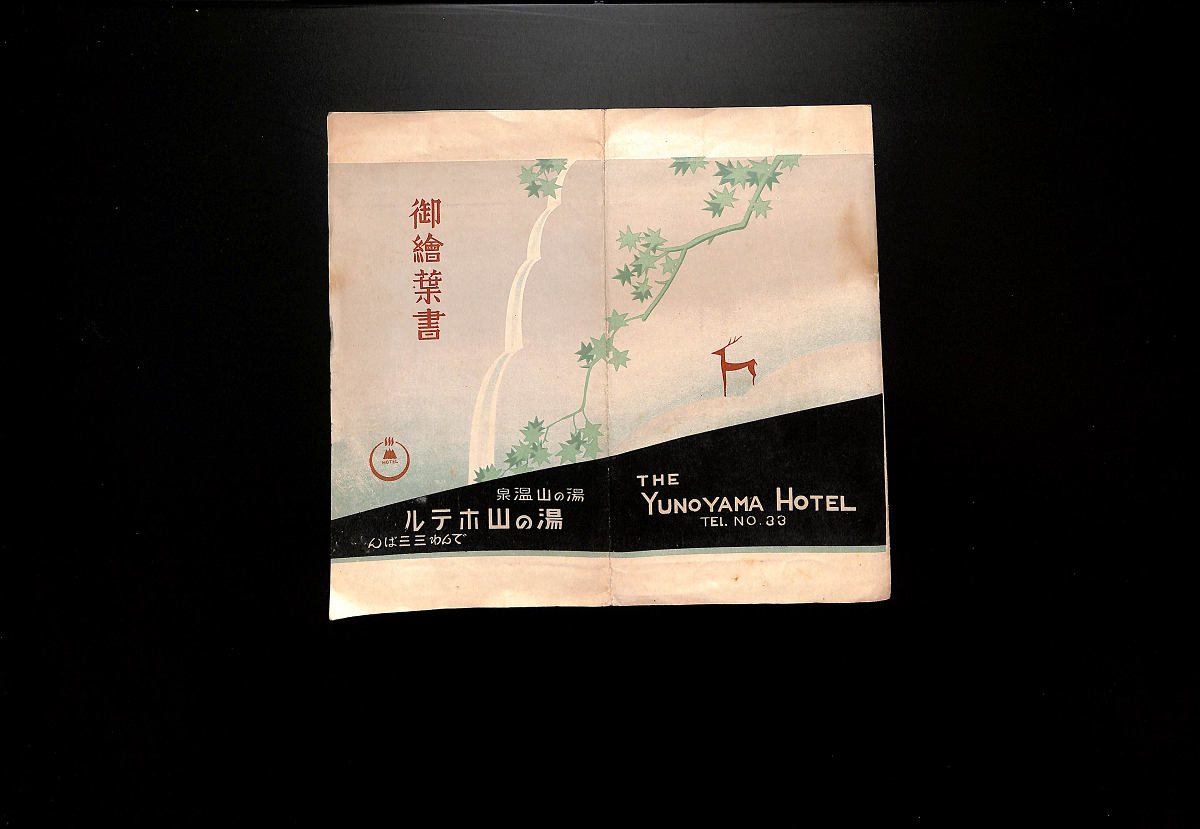 御繪葉書
HOTEL
湯の山温泉
湯の山ホテル
でんわ三三ばん
THE
YUNOYAMA HOTEL
TEL. NO. 33